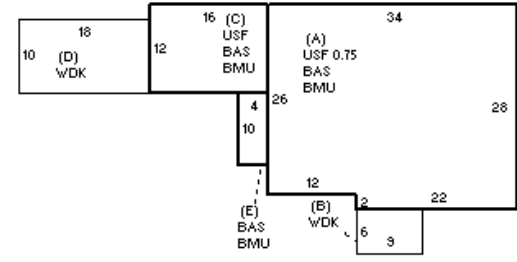 16
(C)
USF
BAS
BMU
34
(A)
USF 0.75
BAS
BMU
18
10
(D)
WDK
12
4
10
26
28
12
2
22
(E)
BAS
BMU
(B)
WDK
6
9